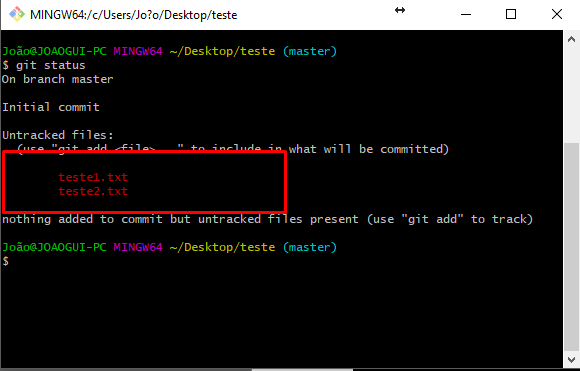 MINGW64:/c/Users/Jo?o/Desktop/teste
João@JOAOGUI-PC MINGW64 ~/Desktop/teste (master)
$ git status
On branch master
Initial commit
Untracked files:
(use "git add <file>..." to include in what will be committed)
teste1.txt
teste2.txt
nothing added to commit but untracked files present (use "git add" to track)
João@JOAOGUI-PC MINGW64 ~/Desktop/teste (master)
$